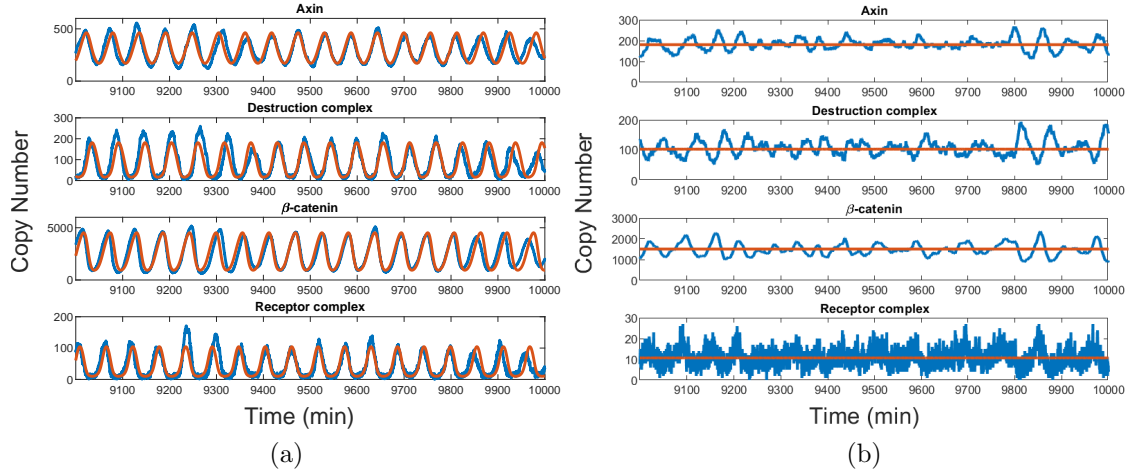 Axin
500
0
9100 9200 9300 9400 9500 9600 9700 9800 9900 10000
Destruction complex
300
200
100
0
9100 9200 9300 9400 9500 9600 9700 9800 9900 10000
β-catenin
5000
0
9100 9200 9300 9400 9500 9600 9700 9800 9900 10000
Receptor complex
200
100
0
9100 9200 9300 9400 9500 9600 9700 9800 9900 10000
Copy Number
Time (min)
(a)
Axin
300
200
100
0
9100 9200 9300 9400 9500 9600 9700 9800 9900 10000
Destruction complex
200
100
0
9100 9200 9300 9400 9500 9600 9700 9800 9900 10000
β-catenin
3000
2000
1000
0
9100 9200 9300 9400 9500 9600 9700 9800 9900 10000
Receptor complex
30
20
10
0
9100 9200 9300 9400 9500 9600 9700 9800 9900 10000
Copy Number
Time (min)
(b)